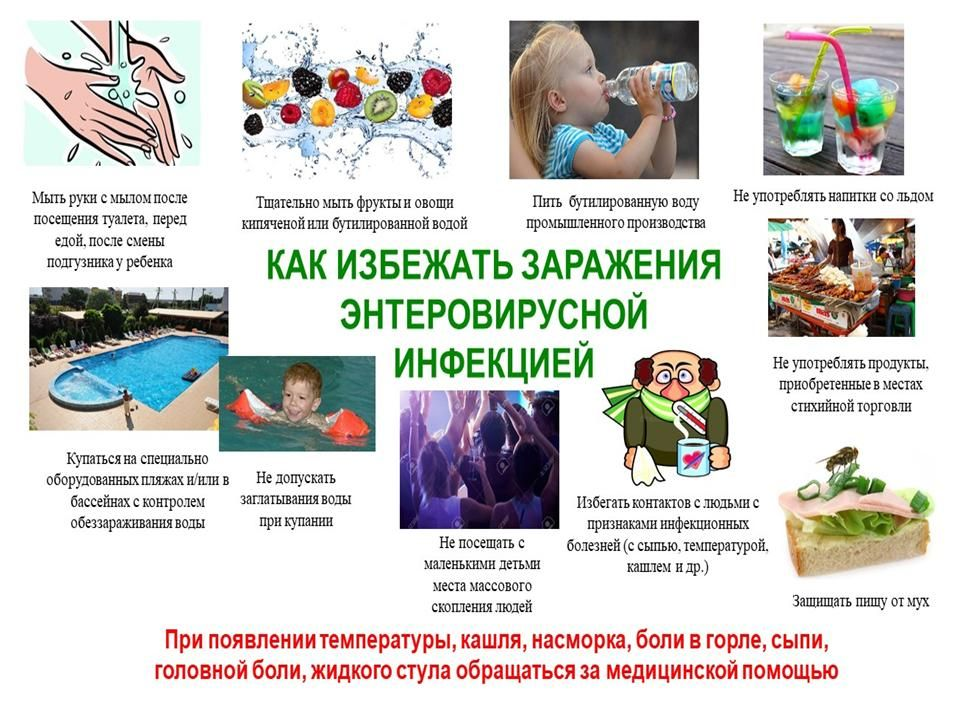 Мыть руки с мылом после
посещения туалета, перед
едой, после смены
подгузника у ребенка
Тщательно мыть фрукты и овощи
кипяченой или бутилированной водой
Пить бутилированную воду
промышленного производства
Не употреблять напитки со льдом
КАК ИЗБЕЖАТЬ ЗАРАЖЕНИЯ
ЭНТЕРОВИРУСНОЙ
ИНФЕКЦИЕЙ
Не употреблять продукты,
приобретенные в местах
стихийной торговли
Купаться на специально
оборудованных пляжах и/или в
бассейнах с контролем
обеззараживания воды
Не допускать
заглатывания воды
при купании
Не посещать с
маленькими детьми
места массового
скопления людей
Избегать контактов с людьми с
признаками инфекционных
болезней (с сыпью, температурой,
кашлем и др.)
Защищать пищу от мух
При появлении температуры, кашля, насморка, боли в горле, сыпи,
головной боли, жидкого стула обращаться за медицинской помощью